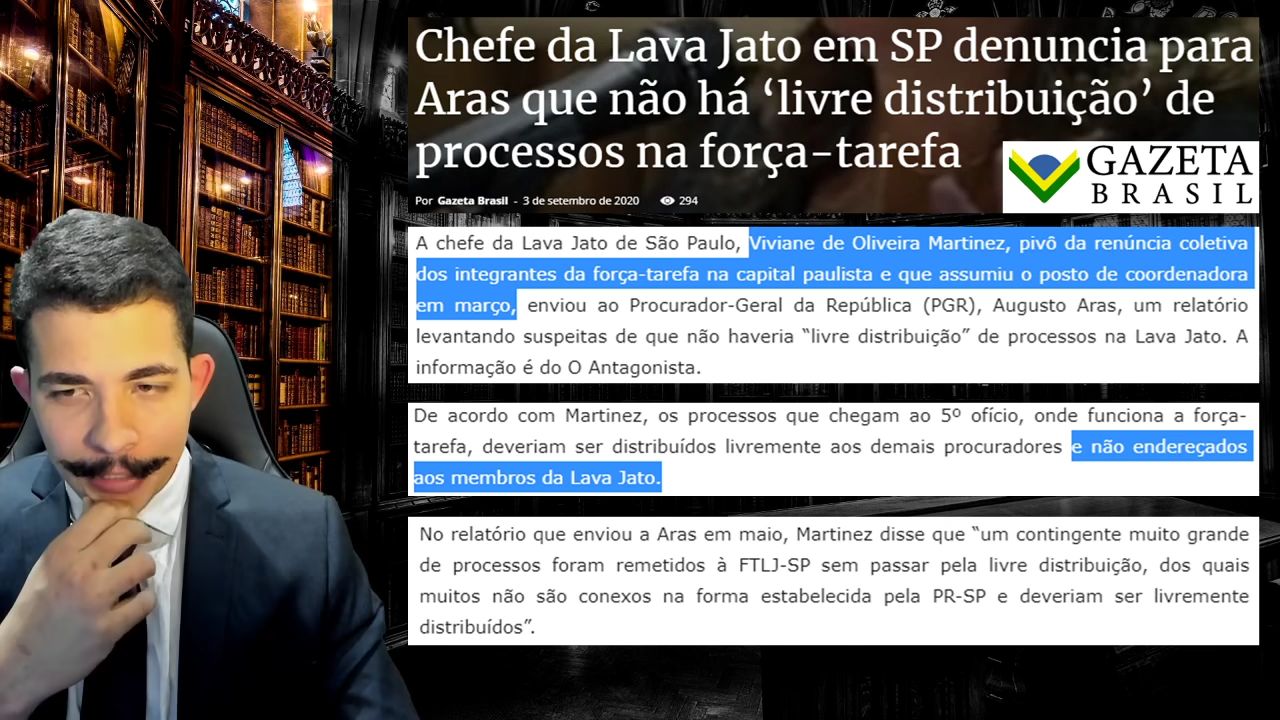 Chefe da Lava Jato em SP denuncia para
Aras que não há ‘livre distribuição’ de
processos na força-tarefa
GAZETA
BRASIL
Por Gazeta Brasil - 3 de setembro de 2020 294
A chefe da Lava Jato de São Paulo, Viviane de Oliveira Martinez, pivô da renúncia coletiva
dos integrantes da força-tarefa na capital paulista e que assumiu o posto de coordenadora
em março, enviou ao Procurador-Geral da República (PGR), Augusto Aras, um relatório
levantando suspeitas de que não haveria “livre distribuição” de processos na Lava Jato. A
informação é do O Antagonista.
De acordo com Martinez, os processos que chegam ao 5º ofício, onde funciona a força-
tarefa, deveriam ser distribuídos livremente aos demais procuradores e não endereçados
aos membros da Lava Jato.
No relatório que enviou a Aras em maio, Martinez disse que “um contingente muito grande
de processos foram remetidos à FTLJ-SP sem passar pela livre distribuição, dos quais
muitos não são conexos na forma estabelecida pela PR-SP e deveriam ser livremente
distribuídos”.